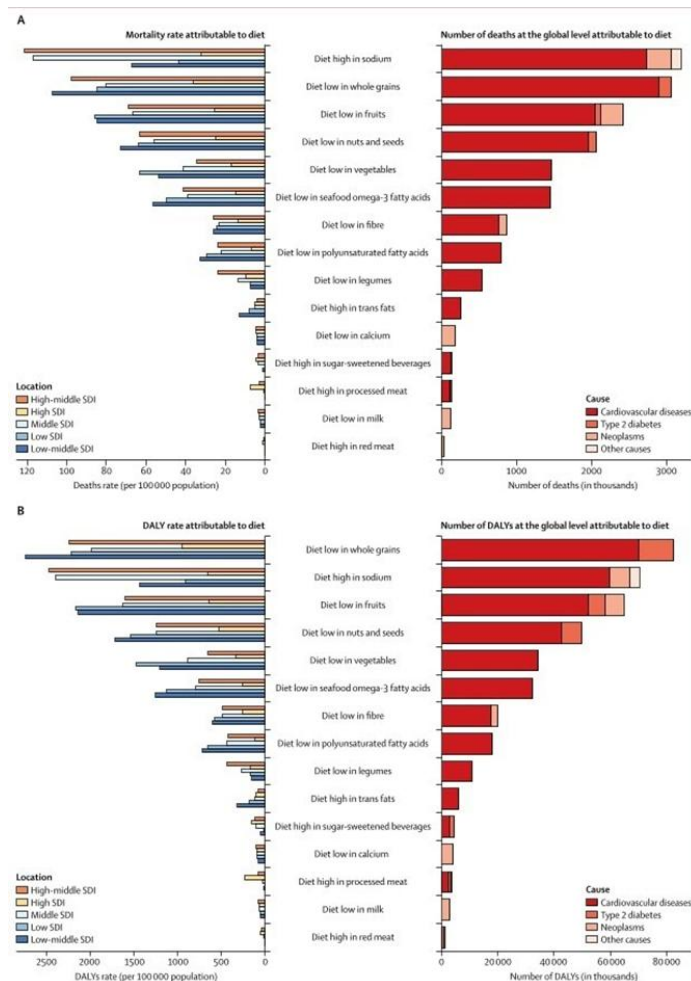 A
Mortality rate attributable to diet
Number of deaths at the global level attributable to diet
Diet high in sodium
Diet low in whole grains
Diet low in fruits
Diet low in nuts and seeds
Diet low in vegetables
Diet low in seafood omega-3 fatty acids
Diet low in fibre
Diet low in polyunsaturated fatty acids
Diet low in legumes
Diet high in trans fats
Diet low in calcium
Diet high in sugar-sweetened beverages
Diet high in processed meat
Diet low in milk
Diet high in red meat
Location
High-middle SDI
High SDI
Middle SDI
Low SDI
Low-middle SDI
Cause
Cardiovascular diseases
Type 2 diabetes
Neoplasms
Other causes
120 100 80 60 40 20 0
Deaths rate (per 100 000 population)
0 1000 2000 3000
Number of deaths (in thousands)
B
DALY rate attributable to diet
Number of DALYs at the global level attributable to diet
Diet low in whole grains
Diet high in sodium
Diet low in fruits
Diet low in nuts and seeds
Diet low in vegetables
Diet low in seafood omega-3 fatty acids
Diet low in fibre
Diet low in polyunsaturated fatty acids
Diet low in legumes
Diet high in trans fats
Diet high in sugar-sweetened beverages
Diet low in calcium
Diet high in processed meat
Diet low in milk
Diet high in red meat
Location
High-middle SDI
High SDI
Middle SDI
Low SDI
Low-middle SDI
Cause
Cardiovascular diseases
Type 2 diabetes
Neoplasms
Other causes
2500 2000 1500 1000 500 0
DALYs rate (per 100 000 population)
0 20 000 40 000 60 000 80 000
Number of DALYs (in thousands)